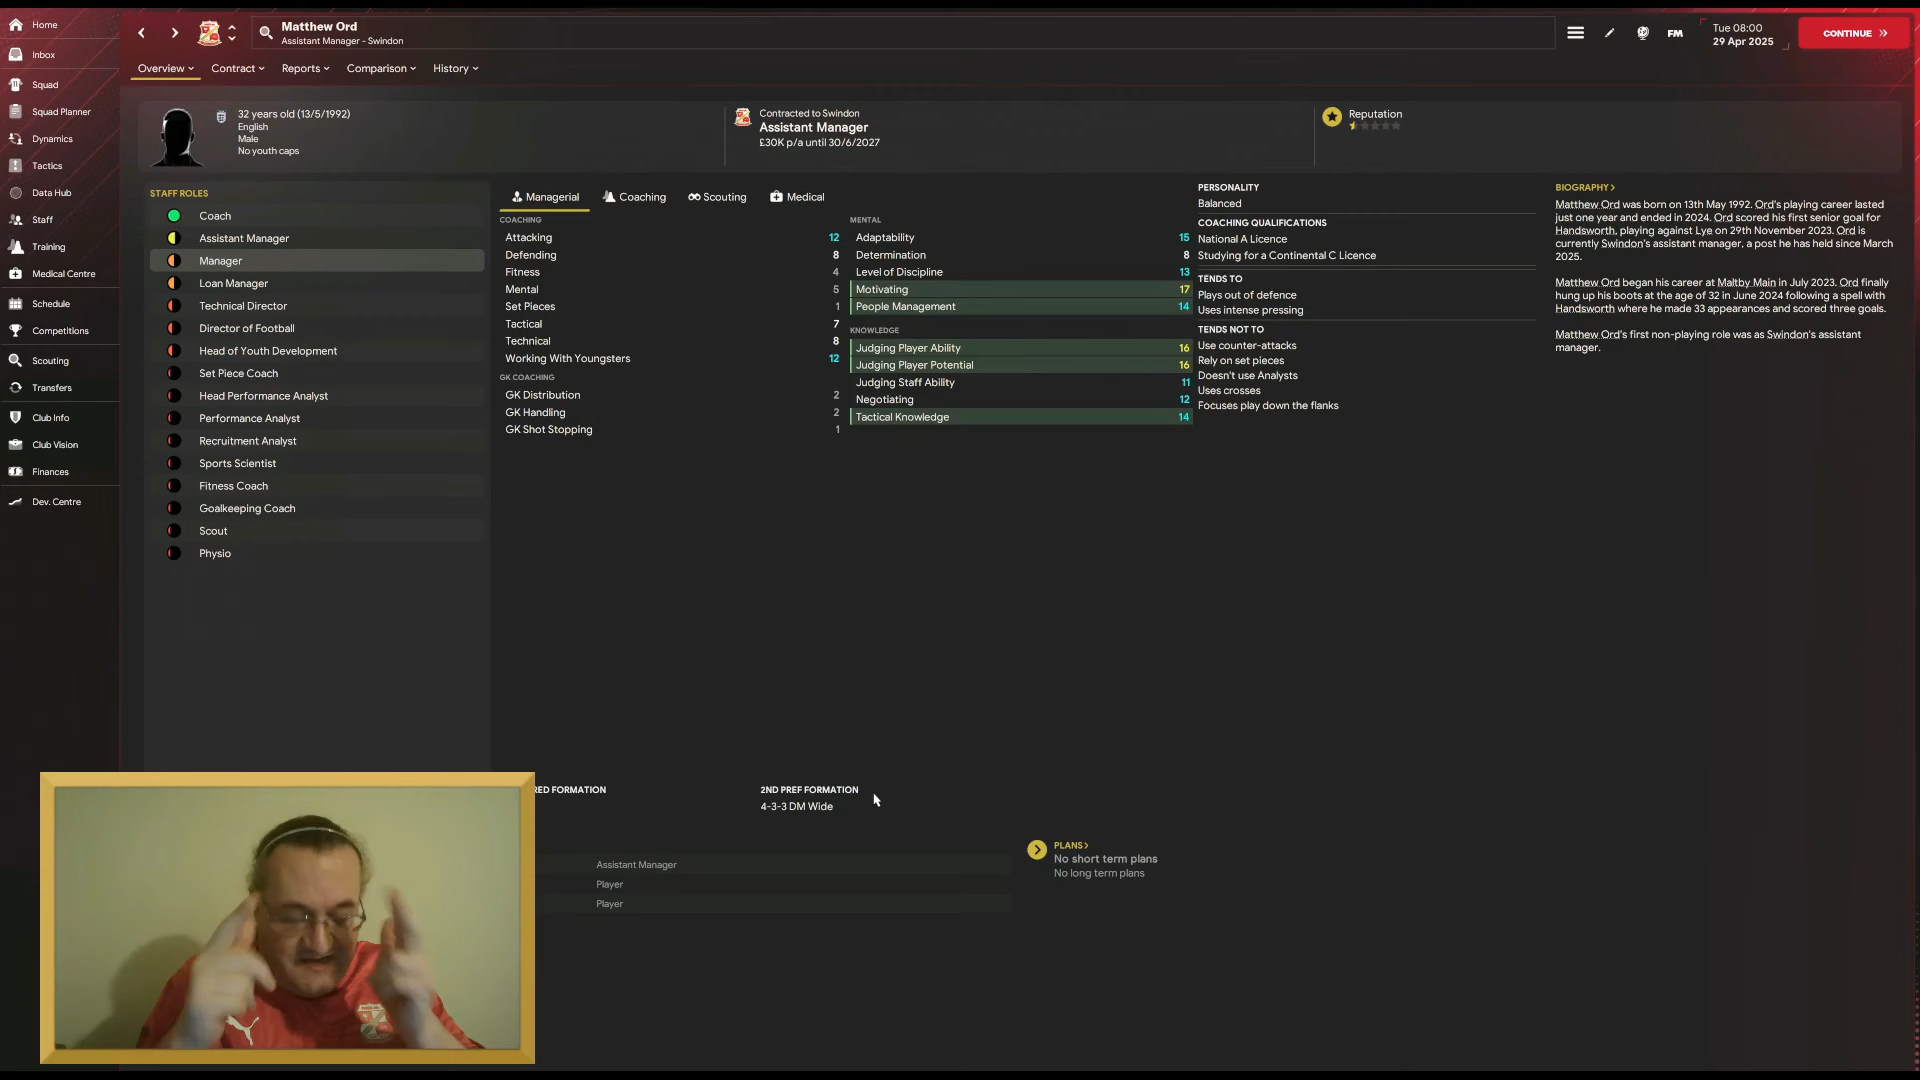 Home
Inbox
Squad
Squad Planner
Dynamics
Tactics
Data Hub
Staff
Training
Medical Centre
Schedule
Competitions
Scouting
Transfers
Club Info
Club Vision
Finances
Dev. Centre
Matthew Ord
Assistant Manager - Swindon
FM
Tue 08:00
29 Apr 2025
CONTINUE
Overview
Contract
Reports
Comparison
History
32 years old (13/5/1992)
English
Male
No youth caps
Contracted to Swindon
Assistant Manager
£30K p/a until 30/6/2027
Reputation
STAFF ROLES
Coach
Assistant Manager
Manager
Loan Manager
Technical Director
Director of Football
Head of Youth Development
Set Piece Coach
Head Performance Analyst
Performance Analyst
Recruitment Analyst
Sports Scientist
Fitness Coach
Goalkeeping Coach
Scout
Physio
Managerial
Coaching
Scouting
Medical
COACHING
Attacking 12
Defending 8
Fitness 4
Mental 5
Set Pieces 1
Tactical 7
Technical 8
Working With Youngsters 12
GK COACHING
GK Distribution 2
GK Handling 2
GK Shot Stopping 1
MENTAL
Adaptability 15
Determination 8
Level of Discipline 13
Motivating 17
People Management 14
KNOWLEDGE
Judging Player Ability 16
Judging Player Potential 16
Judging Staff Ability 11
Negotiating 12
Tactical Knowledge 14
PERSONALITY
Balanced
COACHING QUALIFICATIONS
National A Licence
Studying for a Continental C Licence
TENDS TO
Plays out of defence
Uses intense pressing
TENDS NOT TO
Use counter-attacks
Rely on set pieces
Doesn't use Analysts
Uses crosses
Focuses play down the flanks
BIOGRAPHY >
Matthew Ord was born on 13th May 1992. Ord's playing career lasted
just one year and ended in 2024. Ord scored his first senior goal for
Handsworth, playing against Lye on 29th November 2023. Ord is
currently Swindon's assistant manager, a post he has held since March
2025.
Matthew Ord began his career at Maltby Main in July 2023. Ord finally
hung up his boots at the age of 32 in June 2024 following a spell with
Handsworth where he made 33 appearances and scored three goals.
Matthew Ord's first non-playing role was as Swindon's assistant
manager.
RED FORMATION
2ND PREF FORMATION
4-3-3 DM Wide
Assistant Manager
Player
Player
PLANS >
No short term plans
No long term plans